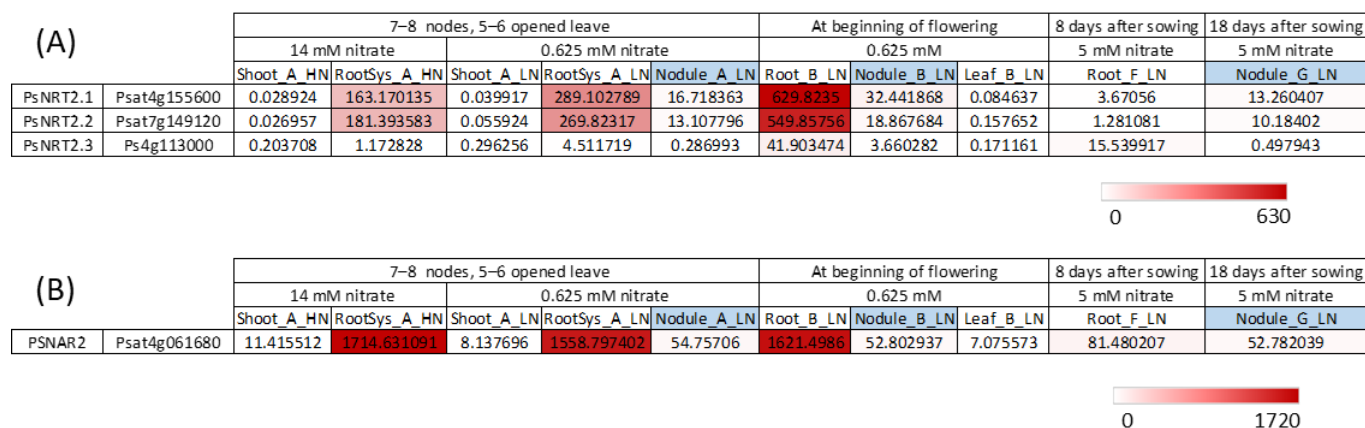 (A)
7–8 nodes, 5–6 opened leave At beginning of flowering 8 days after sowing 18 days after sowing
14 mM nitrate 0.625 mM nitrate 0.625 mM 5 mM nitrate 5 mM nitrate
Shoot_A_HN RootSys_A_HN Shoot_A_LN RootSys_A_LN Nodule_A_LN Root_B_LN Nodule_B_LN Leaf_B_LN Root_F_LN Nodule_G_LN
PsNRT2.1 Psat4g155600 0.028924 163.170135 0.039917 289.102789 16.718363 629.8235 32.441868 0.084637 3.67056 13.260407
PsNRT2.2 Psat7g149120 0.026957 181.393583 0.055924 269.82317 13.107796 549.85756 18.867684 0.157652 1.281081 10.18402
PsNRT2.3 Ps4g113000 0.203708 1.172828 0.296256 4.511719 0.286993 41.903474 3.660282 0.171161 15.539917 0.497943
0 630
(B)
7–8 nodes, 5–6 opened leave At beginning of flowering 8 days after sowing 18 days after sowing
14 mM nitrate 0.625 mM nitrate 0.625 mM 5 mM nitrate 5 mM nitrate
Shoot_A_HN RootSys_A_HN Shoot_A_LN RootSys_A_LN Nodule_A_LN Root_B_LN Nodule_B_LN Leaf_B_LN Root_F_LN Nodule_G_LN
PSNAR2 Psat4g061680 11.415512 1714.631091 8.137696 1558.797402 54.75706 1621.4986 52.802937 7.075573 81.480207 52.782039
0 1720